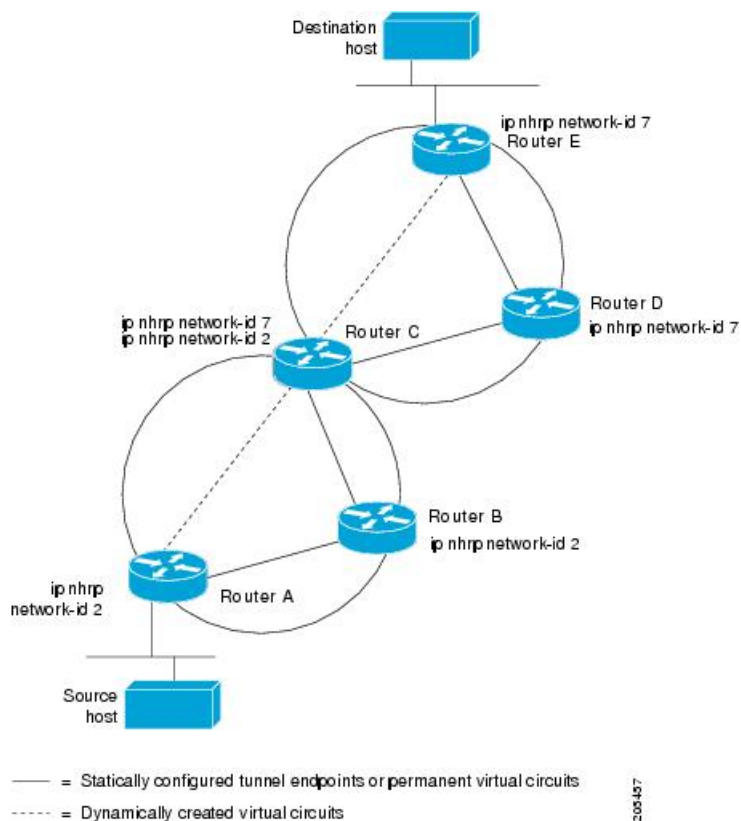 Destination
host
ip nhrp network-id 7
Router E
ip nhrp network-id 7
ip nhrp network-id 2
Router C
Router D
ip nhrp network-id 7
Router B
ip nhrp network-id 2
ip nhrp
network-id 2
Router A
Source
host
= Statically configured tunnel endpoints or permanent virtual circuits
= Dynamically created virtual circuits
205457